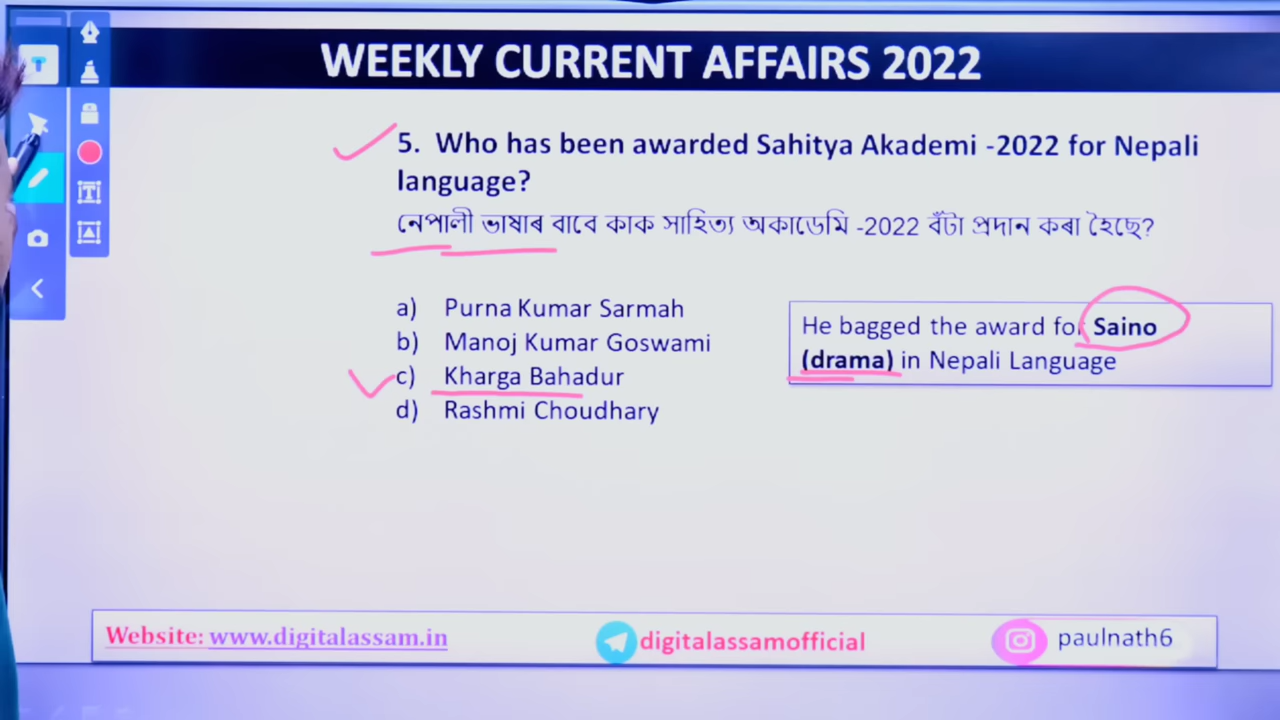 WEEKLY CURRENT AFFAIRS 2022
5. Who has been awarded Sahitya Akademi -2022 for Nepali
language?
নেপালী ভাষাৰ বাবে কাক সাহিত্য অকাডেমি -2022 বঁটা প্ৰদান কৰা হৈছে?
a) Purna Kumar Sarmah
b) Manoj Kumar Goswami
c) Kharga Bahadur
d) Rashmi Choudhary
He bagged the award for Saino
(drama) in Nepali Language
Website: www.digitalassam.in
digitalassamofficial
paulnath6